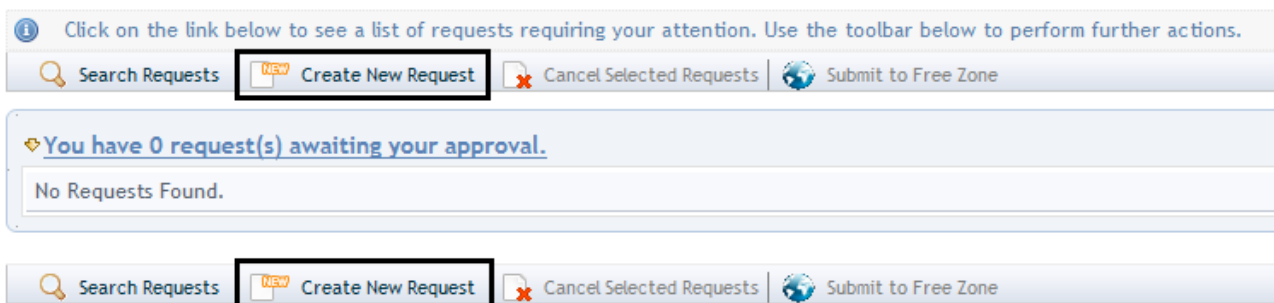 Click on the link below to see a list of requests requiring your attention. Use the toolbar below to perform further actions.
Search Requests NEW Create New Request Cancel Selected Requests Submit to Free Zone
You have 0 request(s) awaiting your approval.
No Requests Found.
Search Requests NEW Create New Request Cancel Selected Requests Submit to Free Zone